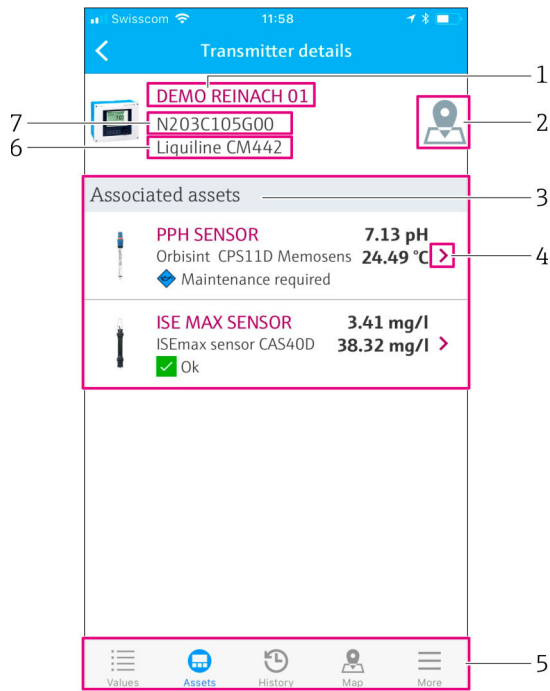 Swisscom 11:58
Transmitter details
1
DEMO REINACH 01
2
7 N203C105G00
6 Liquiline CM442
Associated assets 3
PPH SENSOR 7.13 pH
Orbisint CPS11D Memosens 24.49 °C 4
Maintenance required
ISE MAX SENSOR 3.41 mg/l
ISEmax sensor CAS40D 38.32 mg/l
Ok
Values Assets History Map More 5